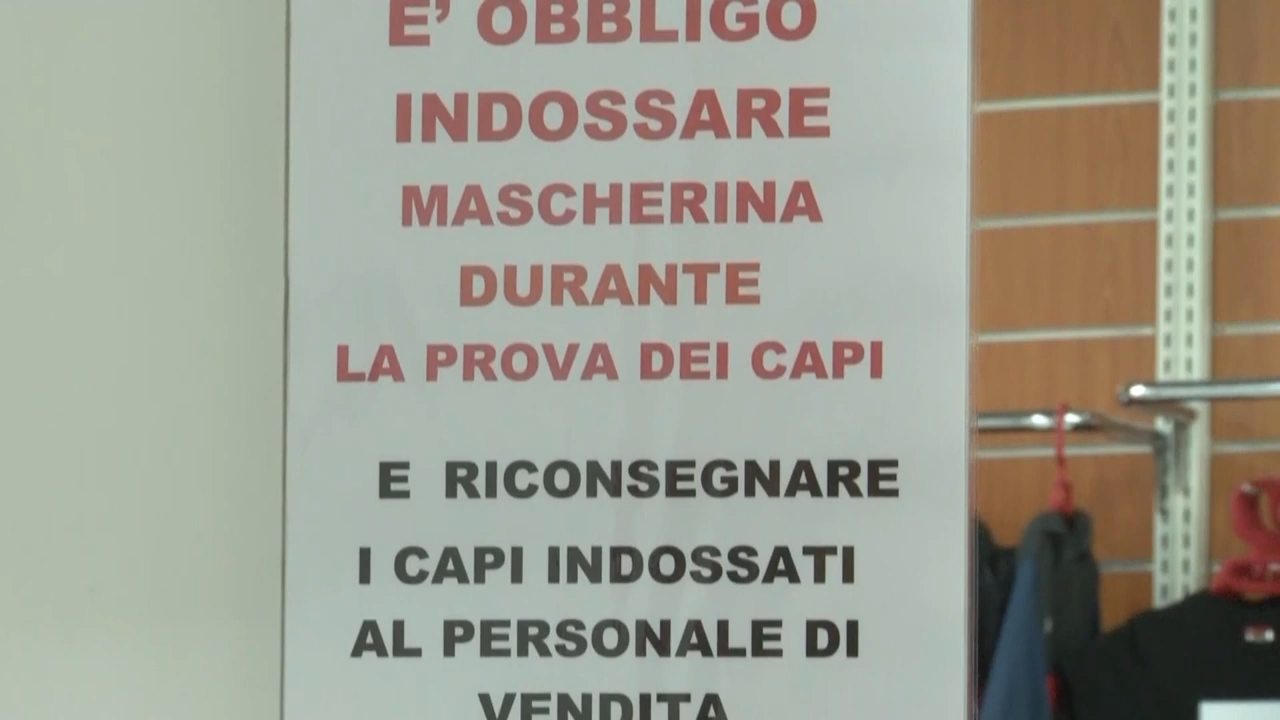 E' OBBLIGO
INDOSSARE
MASCHERINA
DURANTE
LA PROVA DEI CAPI
E RICONSEGNARE
I CAPI INDOSSATI
AL PERSONALE DI
VENDITA